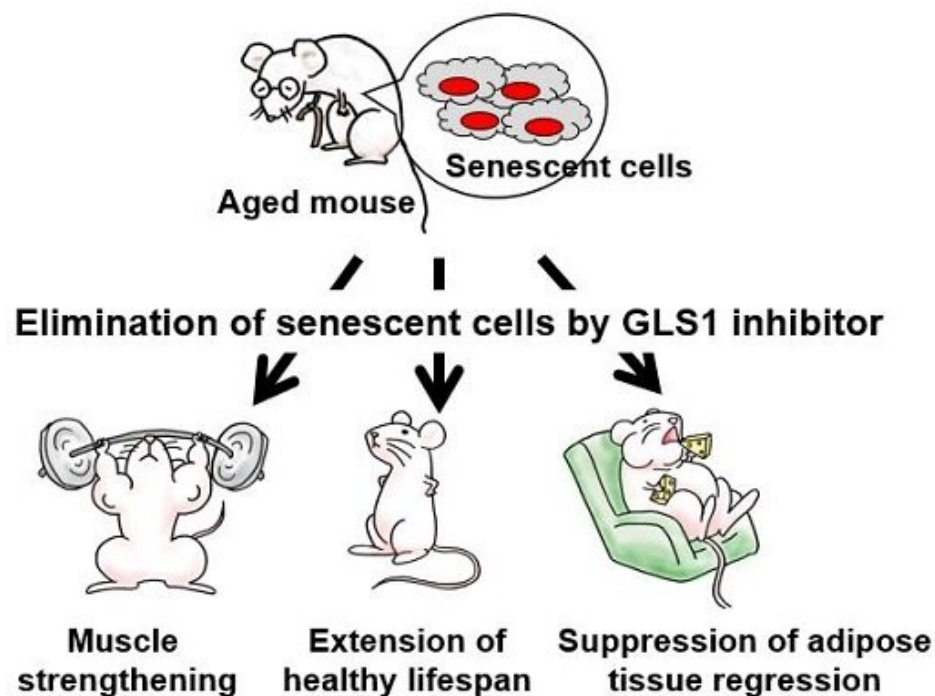 Senescent cells
Aged mouse
Elimination of senescent cells by GLS1 inhibitor
Muscle
strengthening
Extension of
healthy lifespan
Suppression of adipose
tissue regression